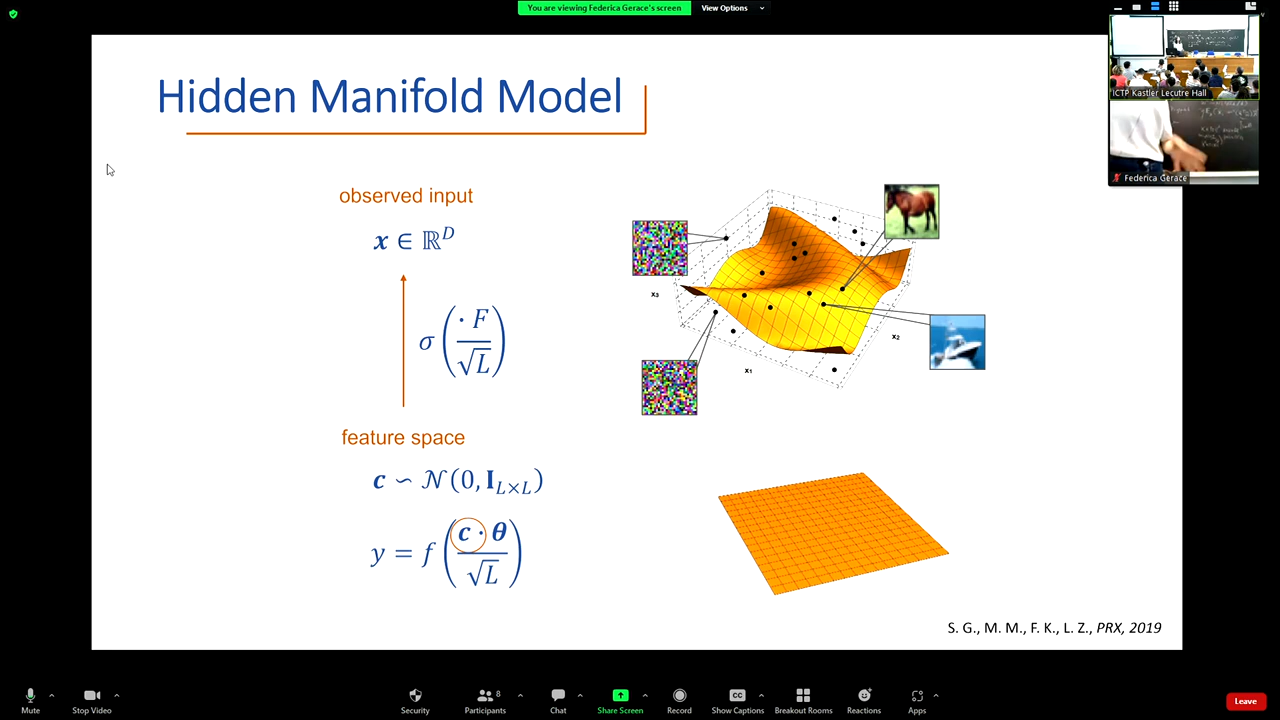 You are viewing Federica Gerace's screen
View Options
Hidden Manifold Model
observed input
x ∈ ℝ^D
σ(· F / √L)
feature space
c ∽ 𝒩(0, I_{L×L})
y = f(c · θ / √L)
x₃
x₂
x₁
S. G., M. M., F. K., L. Z., PRX, 2019
ICTP Kastler Lecutre Hall
Federica Gerace
Mute
Stop Video
Security
Participants
8
Chat
Share Screen
Record
CC
Show Captions
Breakout Rooms
Reactions
Apps
Leave